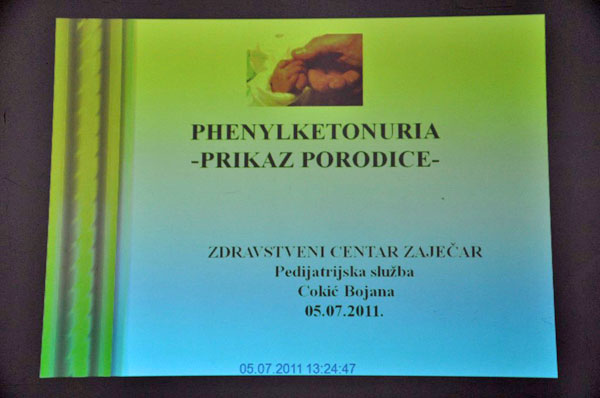 PHENYLKETONURIA
-PRIKAZ PORODICE-
ZDRAVSTVENI CENTAR ZAJEČAR
Pedijatrijska služba
Cokić Bojana
05.07.2011.
05.07.2011 13:24:47